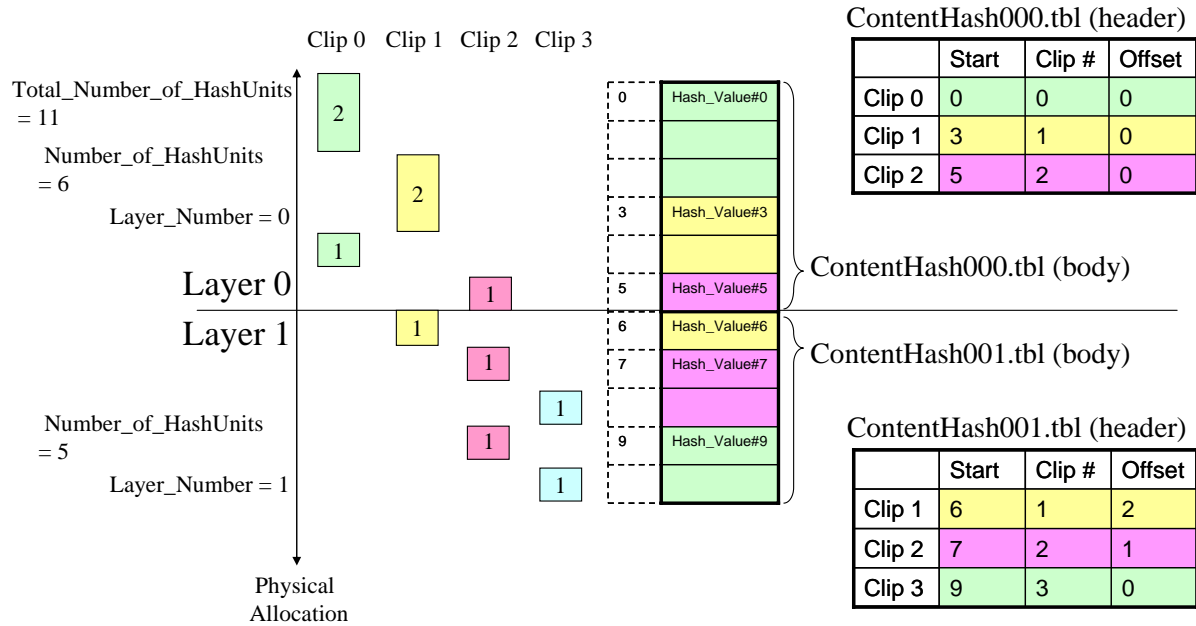 ContentHash000.tbl (header)
Clip 0 Clip 1 Clip 2 Clip 3
Start Clip # Offset
Clip 0 0 0 0
Clip 1 3 1 0
Clip 2 5 2 0
Total_Number_of_HashUnits
= 11
Number_of_HashUnits
= 6
Layer_Number = 0
Layer 0
Layer 1
Number_of_HashUnits
= 5
Layer_Number = 1
Physical
Allocation
2
2
1
1
1
1
1
1
1
0 Hash_Value#0
3 Hash_Value#3
5 Hash_Value#5
6 Hash_Value#6
7 Hash_Value#7
9 Hash_Value#9
ContentHash000.tbl (body)
ContentHash001.tbl (body)
ContentHash001.tbl (header)
Start Clip # Offset
Clip 1 6 1 2
Clip 2 7 2 1
Clip 3 9 3 0